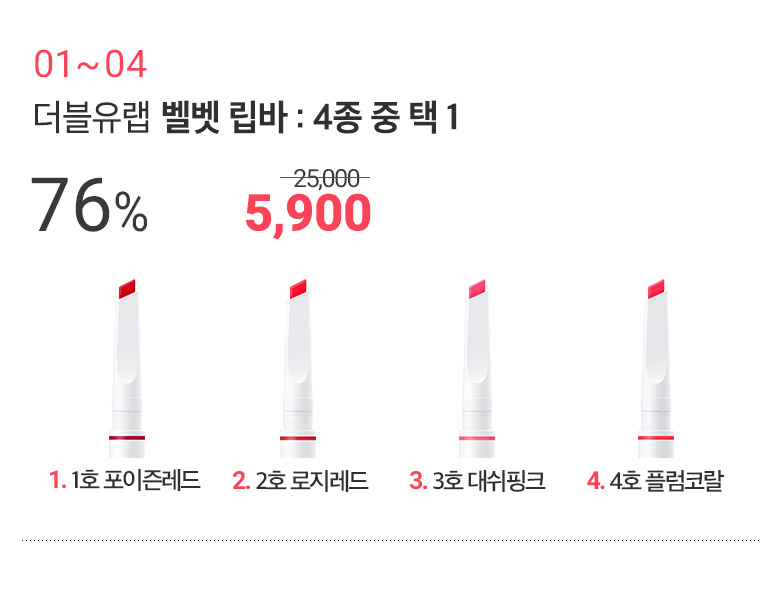 01~04
더블유랩 벨벳 립바 : 4종 중 택 1
76%
25,000
5,900
1. 1호 포이즌레드
2. 2호 로지레드
3. 3호 대쉬핑크
4. 4호 플럼코랄